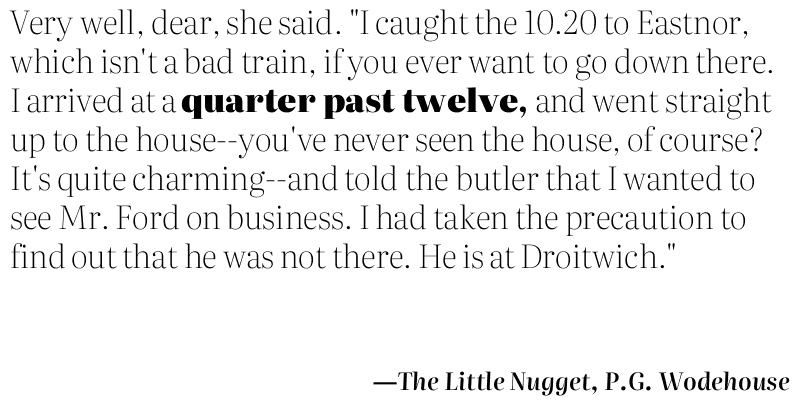 Very well, dear, she said. "I caught the 10.20 to Eastnor,
which isn't a bad train, if you ever want to go down there.
I arrived at a quarter past twelve, and went straight
up to the house--you've never seen the house, of course?
It's quite charming--and told the butler that I wanted to
see Mr. Ford on business. I had taken the precaution to
find out that he was not there. He is at Droitwich."
—The Little Nugget, P.G. Wodehouse